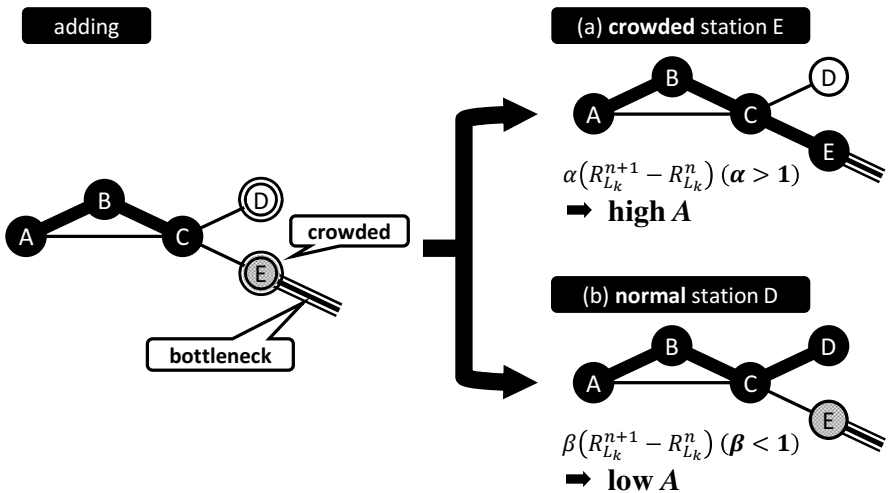 adding
A
B
C
D
E
crowded
bottleneck
(a) crowded station E
A
B
C
D
E
α(R_{L_k}^{n+1} − R_{L_k}^{n}) (α > 1)
➡ high A
(b) normal station D
A
B
C
D
E
β(R_{L_k}^{n+1} − R_{L_k}^{n}) (β < 1)
➡ low A